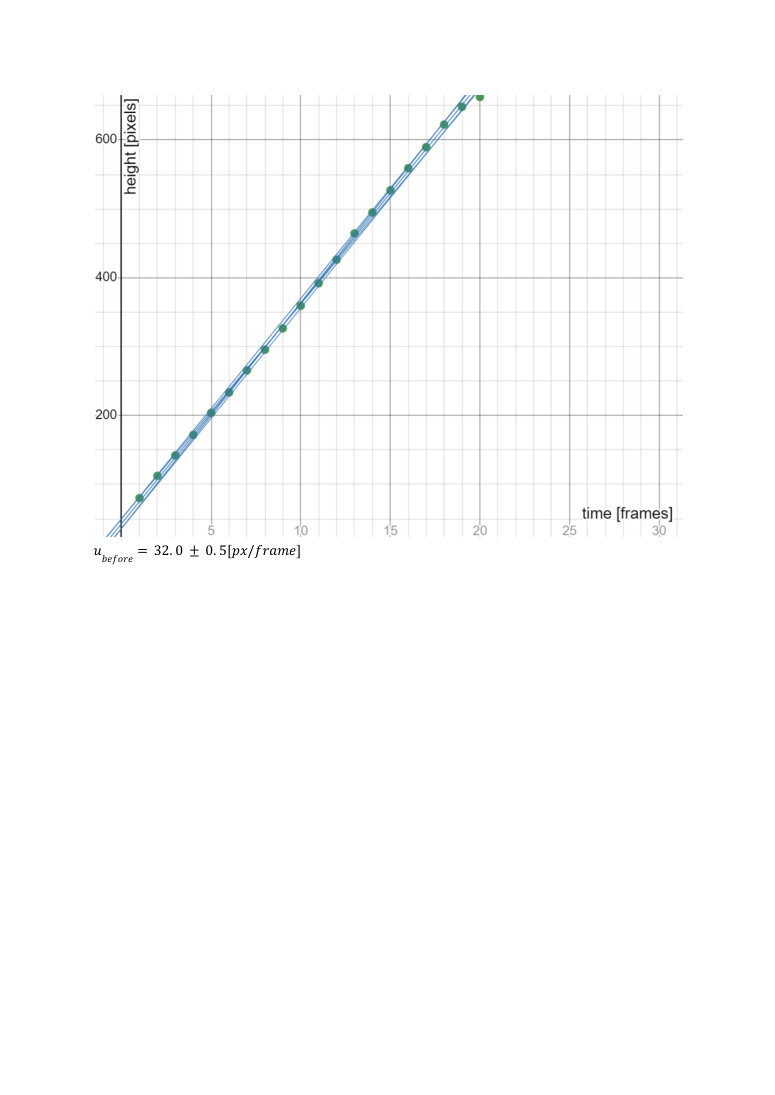 height [pixels]
600
400
200
time [frames]
5 10 15 20 25 30
u_before = 32.0 ± 0.5[px/frame]